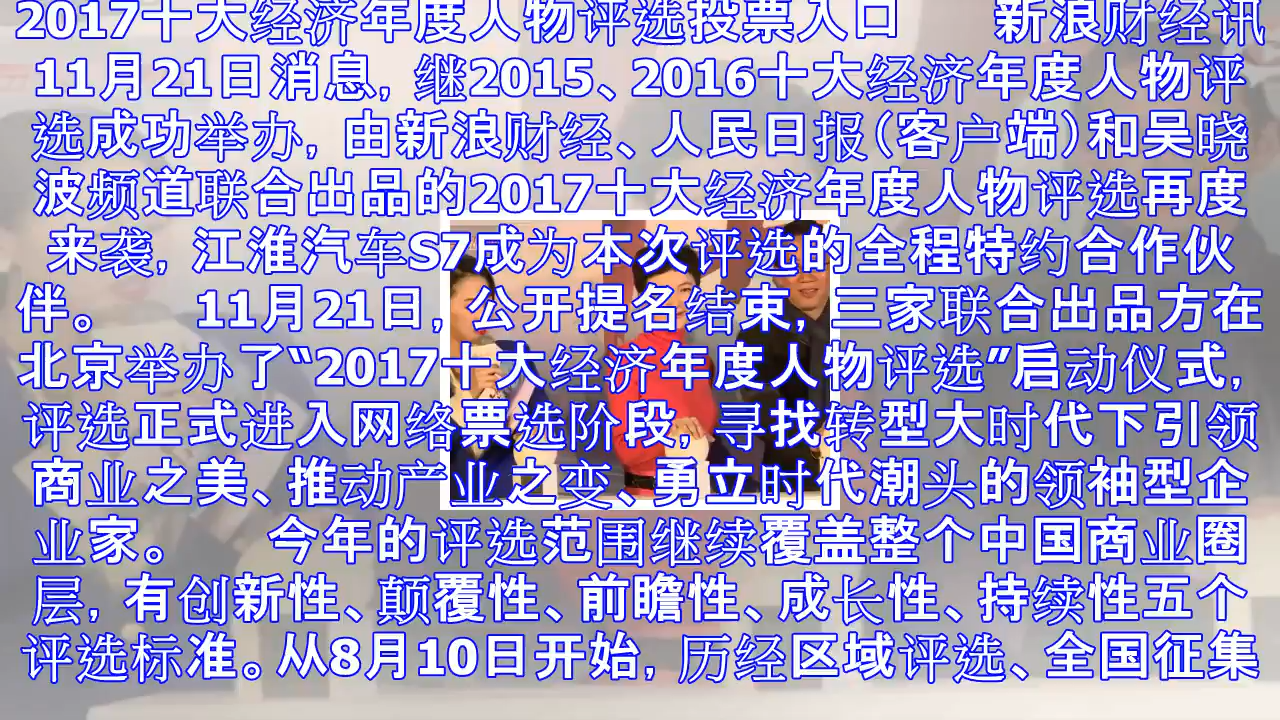 2017十大经济年度人物评选投票入口　　新浪财经讯
11月21日消息, 继2015、2016十大经济年度人物评
选成功举办, 由新浪财经、人民日报(客户端)和吴晓
波频道联合出品的2017十大经济年度人物评选再度
来袭, 江淮汽车S7成为本次评选的全程特约合作伙
伴。　　11月21日, 公开提名结束, 三家联合出品方在
北京举办了“2017十大经济年度人物评选”启动仪式,
评选正式进入网络票选阶段, 寻找转型大时代下引领
商业之美、推动产业之变、勇立时代潮头的领袖型企
业家。　　今年的评选范围继续覆盖整个中国商业圈
层, 有创新性、颠覆性、前瞻性、成长性、持续性五个
评选标准。从8月10日开始, 历经区域评选、全国征集